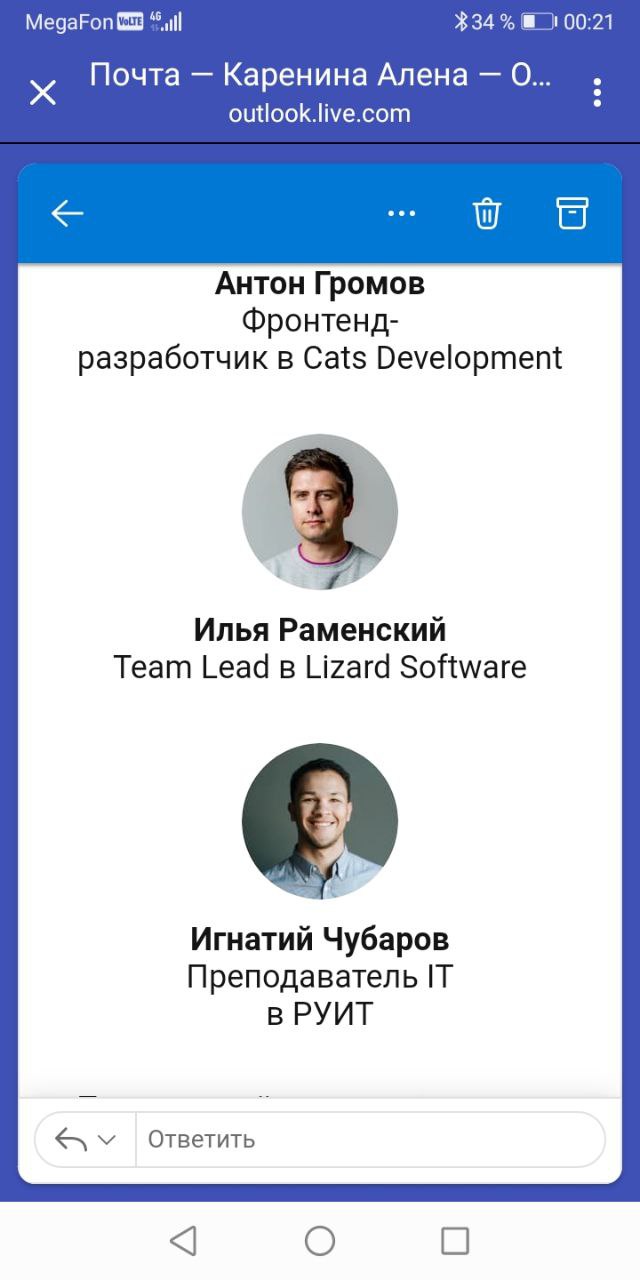 MegaFon VoLTE 4G 34 % 00:21
Почта — Каренина Алена — O...
outlook.live.com
Антон Громов
Фронтенд-
разработчик в Cats Development
Илья Раменский
Team Lead в Lizard Software
Игнатий Чубаров
Преподаватель IT
в РУИТ
Ответить